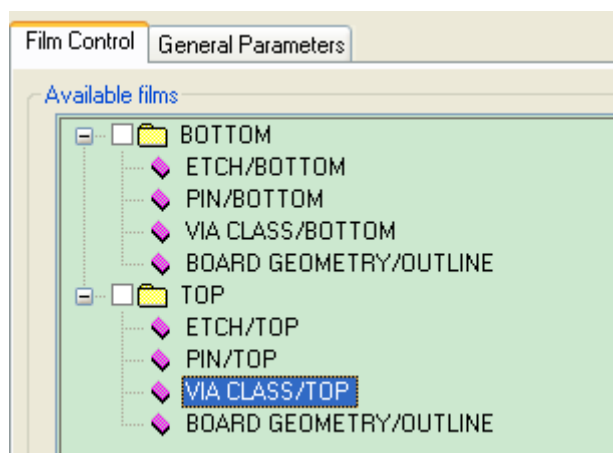 Film Control General Parameters
Available films
BOTTOM
ETCH/BOTTOM
PIN/BOTTOM
VIA CLASS/BOTTOM
BOARD GEOMETRY/OUTLINE
TOP
ETCH/TOP
PIN/TOP
VIA CLASS/TOP
BOARD GEOMETRY/OUTLINE